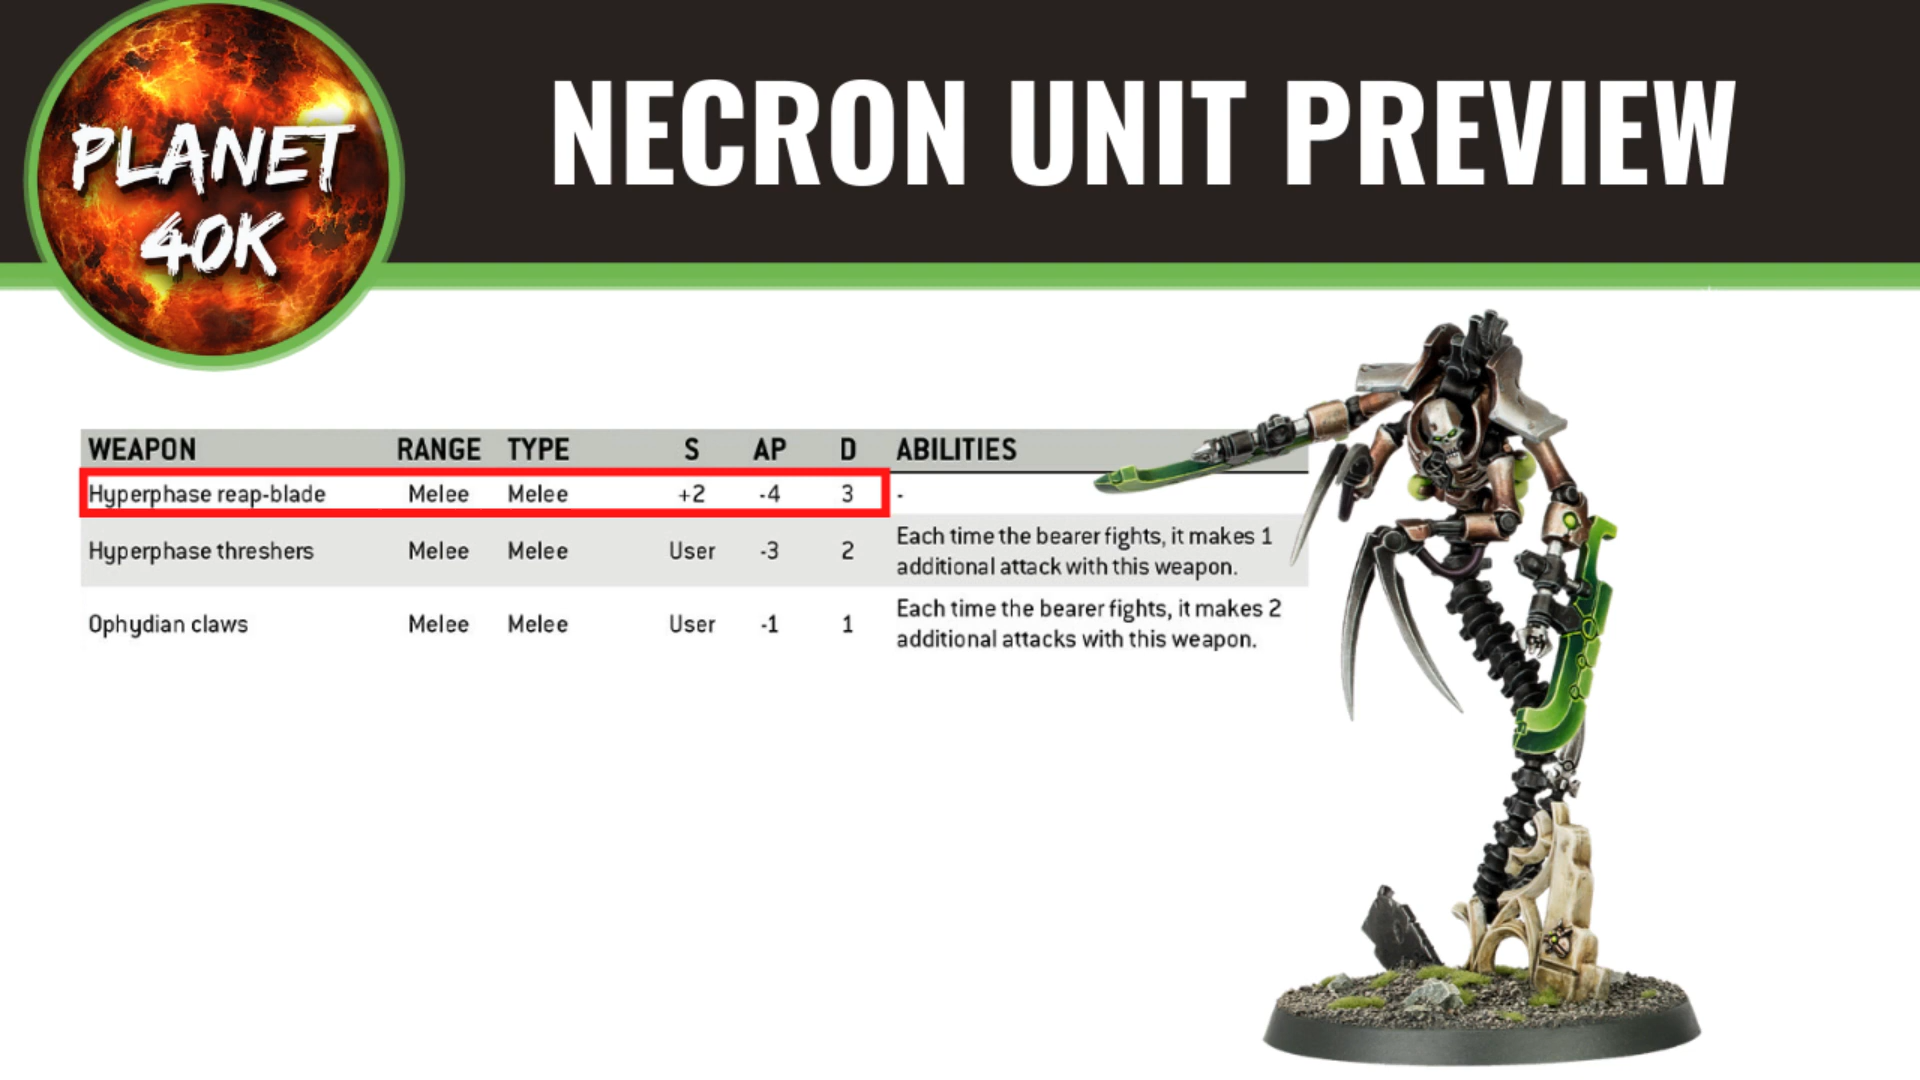 PLANET
40K
NECRON UNIT PREVIEW
WEAPON RANGE TYPE S AP D ABILITIES
Hyperphase reap-blade Melee Melee +2 -4 3 -
Hyperphase threshers Melee Melee User -3 2 Each time the bearer fights, it makes 1
additional attack with this weapon.
Ophydian claws Melee Melee User -1 1 Each time the bearer fights, it makes 2
additional attacks with this weapon.